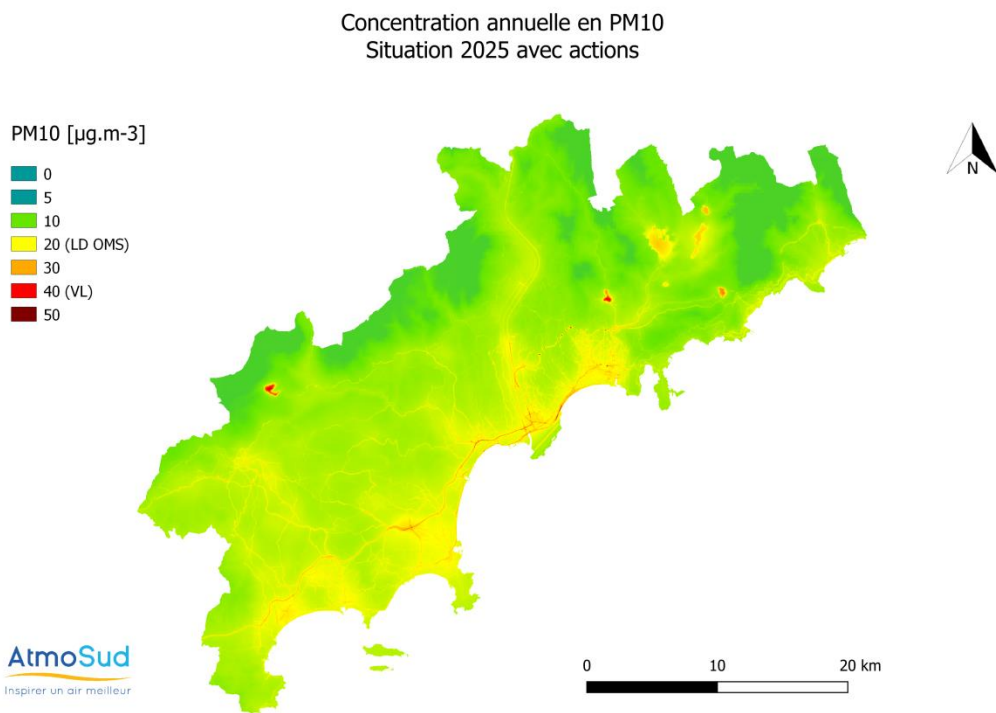 Concentration annuelle en PM10
Situation 2025 avec actions
PM10 [µg.m-3]
0
5
10
20 (LD OMS)
30
40 (VL)
50
N
AtmoSud
Inspirer un air meilleur
0 10 20 km